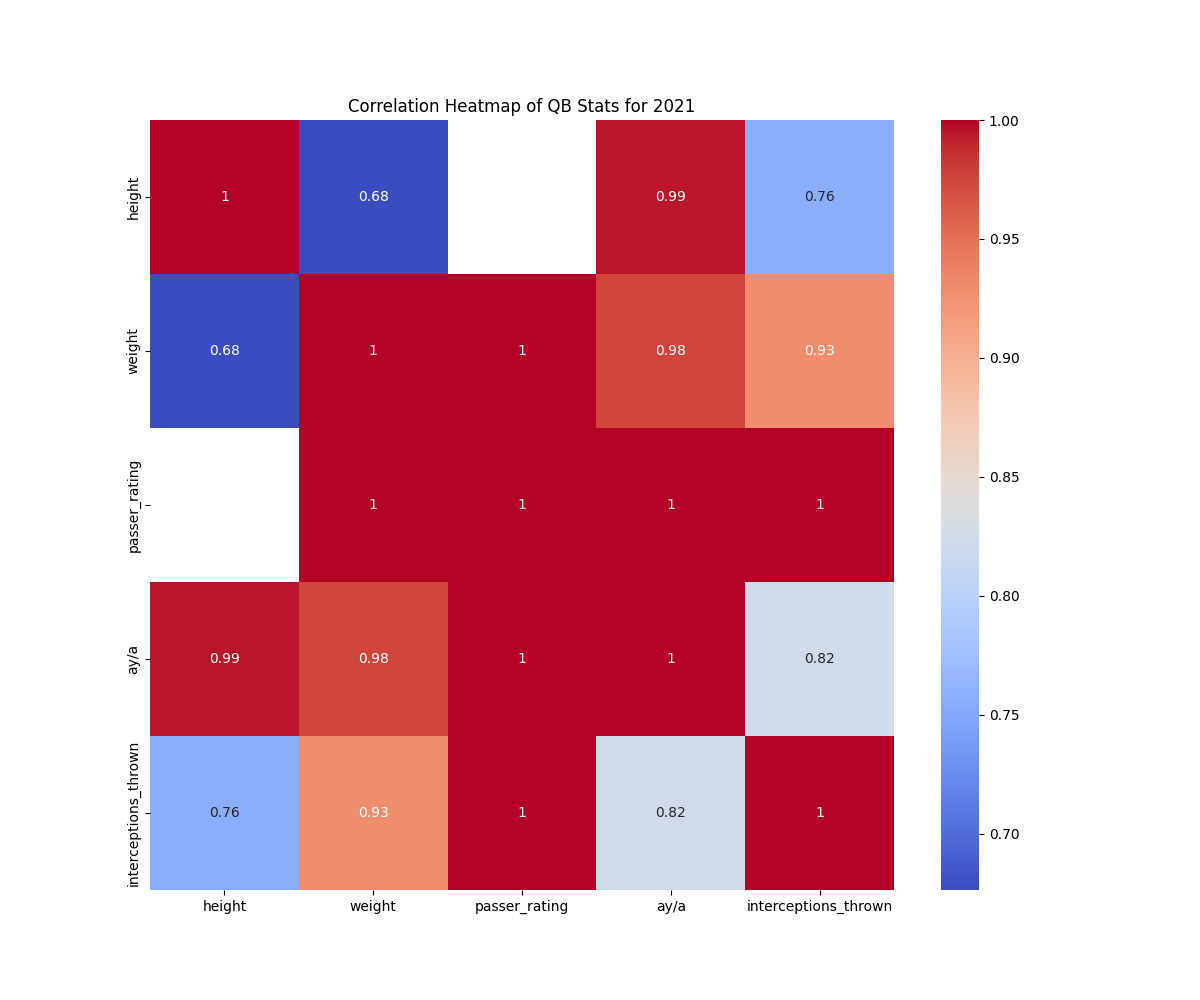 Correlation Heatmap of QB Stats for 2021
height 1 0.68 0.99 0.76
weight 0.68 1 1 0.98 0.93
passer_rating 1 1 1 1
ay/a 0.99 0.98 1 1 0.82
interceptions_thrown 0.76 0.93 1 0.82 1
height weight passer_rating ay/a interceptions_thrown
1.00
0.95
0.90
0.85
0.80
0.75
0.70